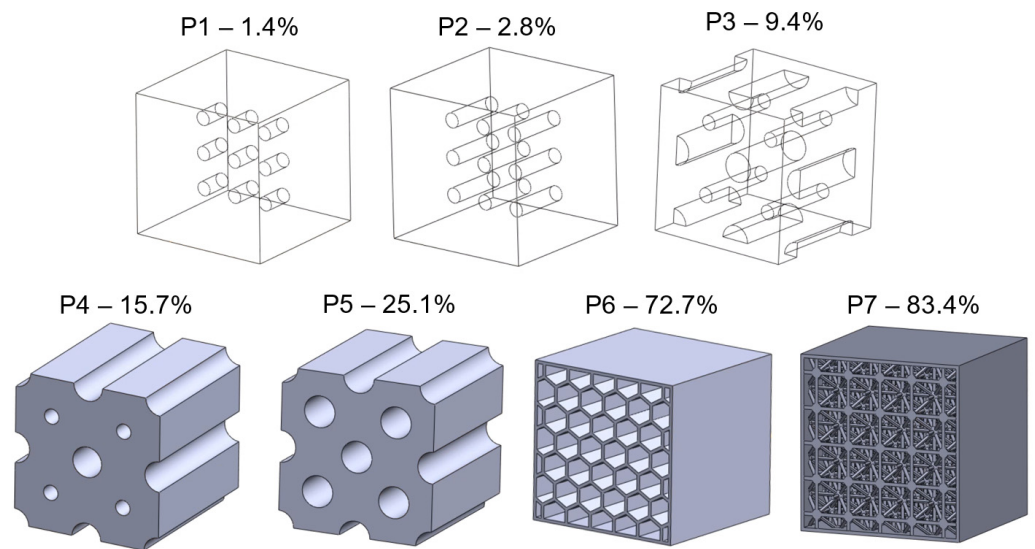 P1 – 1.4%
P2 – 2.8%
P3 – 9.4%
P4 – 15.7%
P5 – 25.1%
P6 – 72.7%
P7 – 83.4%